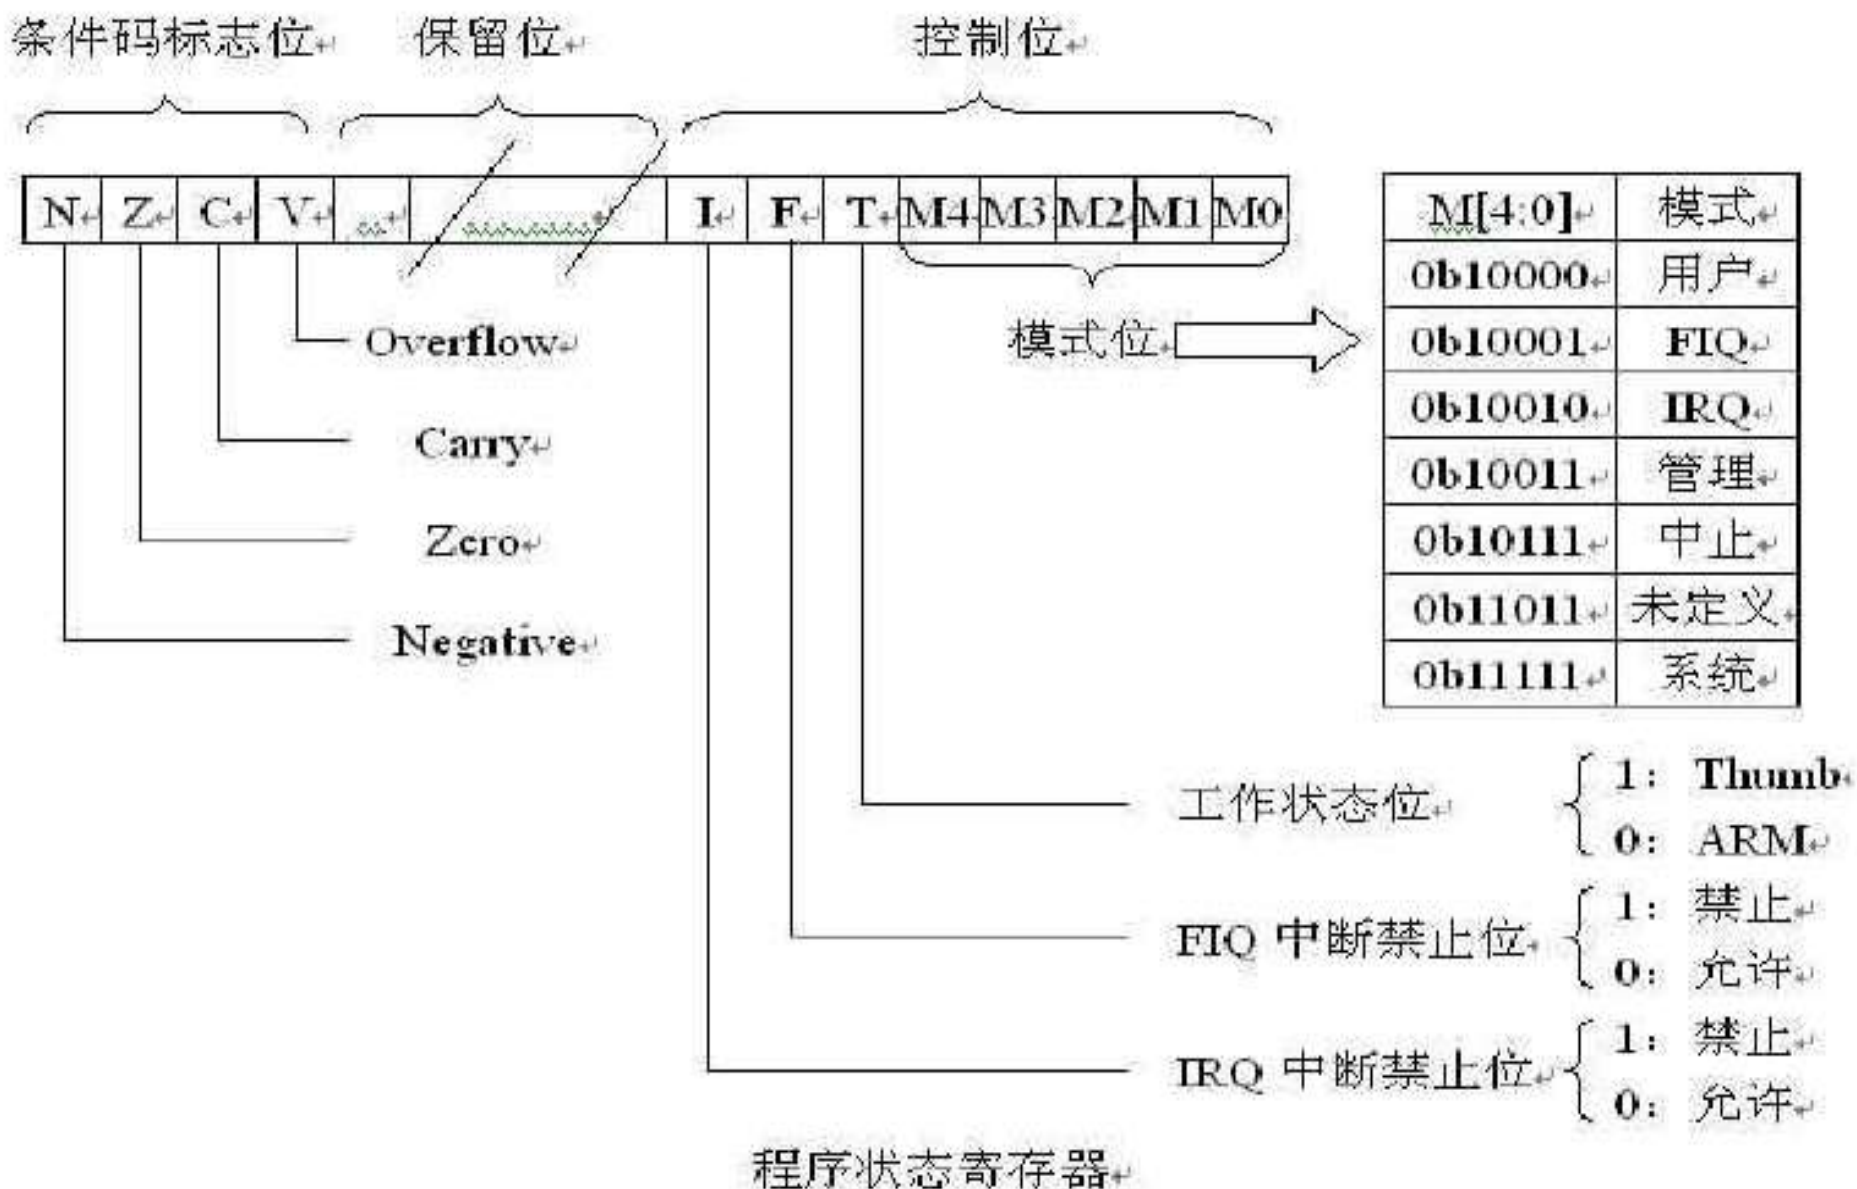 条件码标志位 保留位 控制位
N Z C V .. ......... I F T M4 M3 M2 M1 M0
Overflow
Carry
Zero
Negative
模式位
M[4:0] 模式
0b10000 用户
0b10001 FIQ
0b10010 IRQ
0b10011 管理
0b10111 中止
0b11011 未定义
0b11111 系统
工作状态位
1: Thumb
0: ARM
FIQ 中断禁止位
1: 禁止
0: 允许
IRQ 中断禁止位
1: 禁止
0: 允许
程序状态寄存器